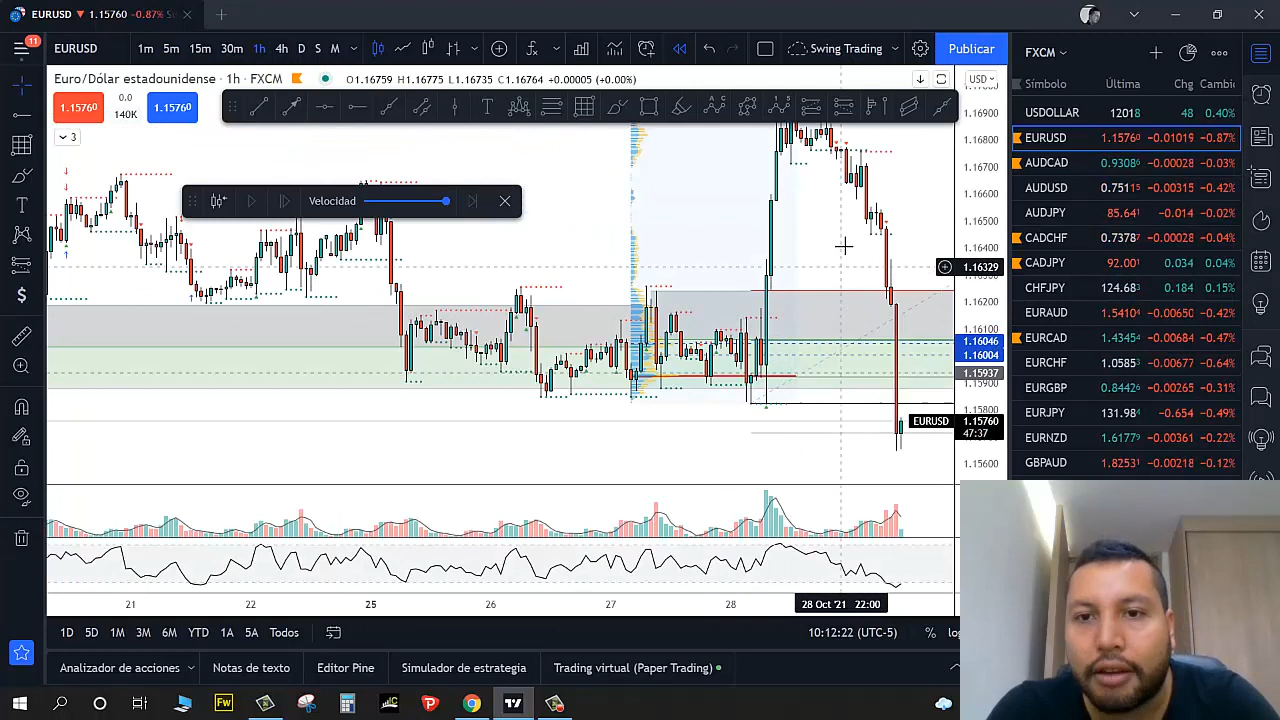 EURUSD ▼ 1.15760 −0.87% Sw
11
EURUSD 1m 5m 15m 30m 1h 4h D S M Swing Trading Publicar
Euro/Dólar estadounidense · 1h · FXCM O1.16759 H1.16775 L1.16735 C1.16764 +0.00005 (+0.00%)
1.15760 0.0 1.15760
140K
3
Velocidad
USD
1.16900
1.16800
1.16700
1.16600
1.16500
1.16400
1.16329
1.16200
1.16100
1.16046
1.16004
1.15937
1.15900
1.15800
EURUSD 1.15760
47:37
1.15600
21 22 25 26 27 28 28 Oct '21 22:00
1D 5D 1M 3M 6M YTD 1A 5A Todos 10:12:22 (UTC-5) %
Analizador de acciones Notas de texto Editor Pine Simulador de estrategia Trading virtual (Paper Trading)
FXCM
Símbolo Última Chg Cambio
USDOLLAR 12018 48 0.40%
EURUSD 1.15760 −0.01019 −0.87%
AUDCAD 0.93086 −0.00028 −0.03%
AUDUSD 0.75115 −0.00315 −0.42%
AUDJPY 85.641 −0.014 −0.02%
CADCHF 0.73787 −0.00028 −0.04%
CADJPY 92.001 0.034 0.04%
CHFJPY 124.683 0.184 0.15%
EURAUD 1.54104 −0.00650 −0.42%
EURCAD 1.43454 −0.00684 −0.47%
EURCHF 1.05853 −0.00677 −0.64%
EURGBP 0.84426 −0.00265 −0.31%
EURJPY 131.984 −0.654 −0.49%
EURNZD 1.61779 −0.00361 −0.22%
GBPAUD 1.82531 −0.00218 −0.12%
Fw